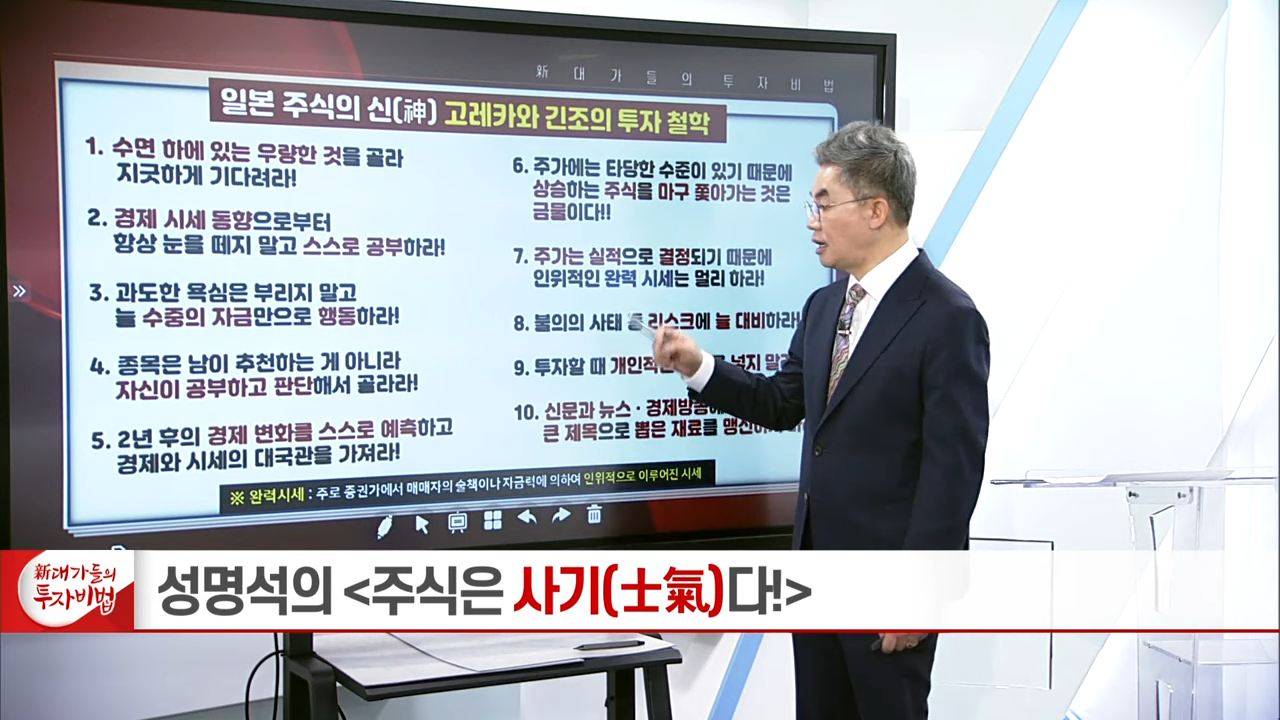 新 대 가 들 의 투 자 비 법
일본 주식의 신(神) 고레카와 긴조의 투자 철학
1. 수면 하에 있는 우량한 것을 골라
지긋하게 기다려라!
2. 경제 시세 동향으로부터
항상 눈을 떼지 말고 스스로 공부하라!
3. 과도한 욕심은 부리지 말고
늘 수중의 자금만으로 행동하라!
4. 종목은 남이 추천하는 게 아니라
자신이 공부하고 판단해서 골라라!
5. 2년 후의 경제 변화를 스스로 예측하고
경제와 시세의 대국관을 가져라!
6. 주가에는 타당한 수준이 있기 때문에
상승하는 주식을 마구 쫓아가는 것은
금물이다!!
7. 주가는 실적으로 결정되기 때문에
인위적인 완력 시세는 멀리 하라!
8. 불의의 사태 등 리스크에 늘 대비하라!
9. 투자할 때 개인적인 넣지 말
10. 신문과 뉴스 · 경제방송
큰 제목으로 뽑은 재료를 맹신
※ 완력시세 : 주로 증권가에서 매매자의 술책이나 자금력에 의하여 인위적으로 이루어진 시세
新대가들의
투자비법
성명석의 <주식은 사기(士氣)다!>